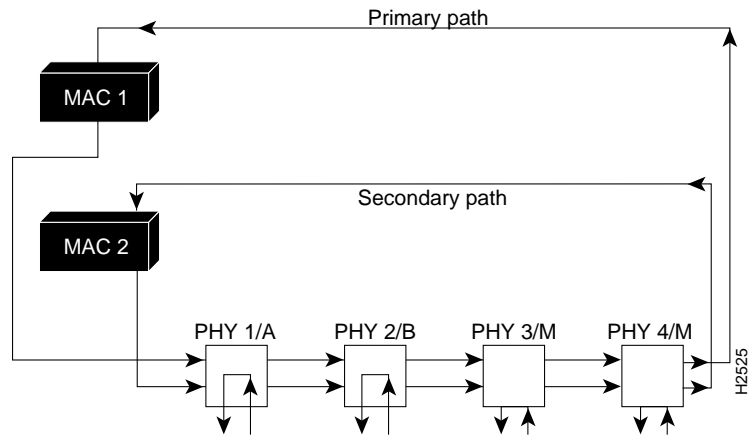 Primary path
MAC 1
Secondary path
MAC 2
PHY 1/A
PHY 2/B
PHY 3/M
PHY 4/M
H2525